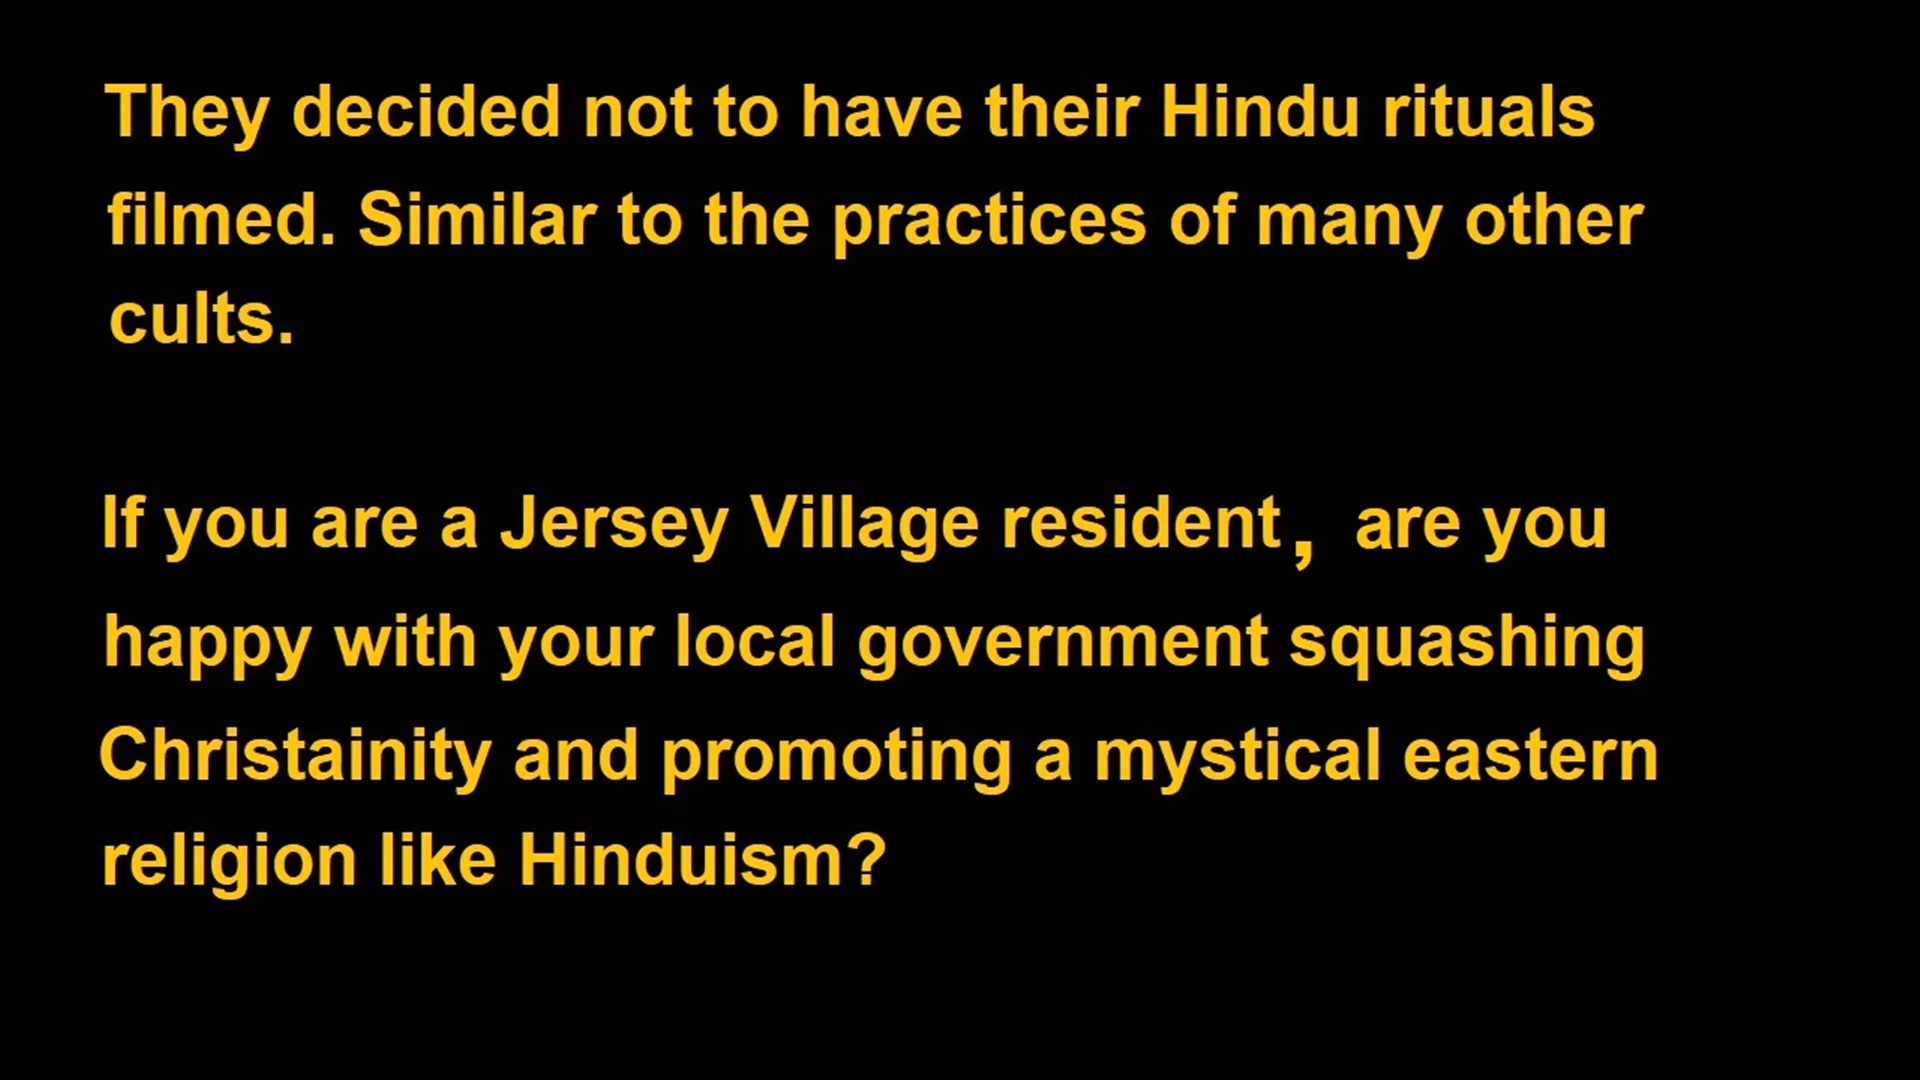 They decided not to have their Hindu rituals
filmed. Similar to the practices of many other
cults.
If you are a Jersey Village resident, are you
happy with your local government squashing
Christainity and promoting a mystical eastern
religion like Hinduism?